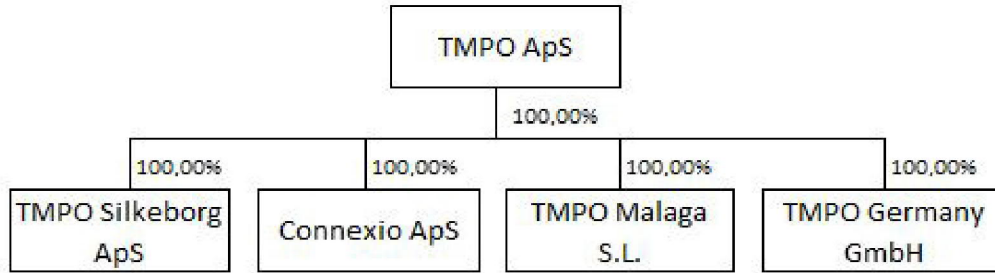 TMPO ApS
100,00%
100,00%
100,00%
100,00%
100,00%
TMPO Silkeborg
ApS
Connexio ApS
TMPO Malaga
S.L.
TMPO Germany
GmbH